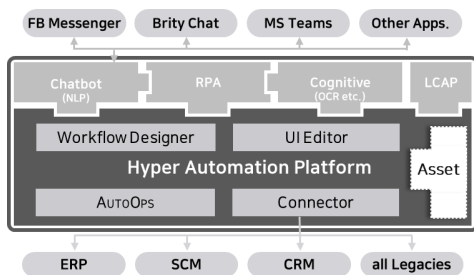 FB Messenger Brity Chat MS Teams Other Apps.
Chatbot RPA Cognitive LCAP
(NLP) (OCR etc.)
Workflow Designer UI Editor
Hyper Automation Platform Asset
AUTOOPS Connector
ERP SCM CRM all Legacies